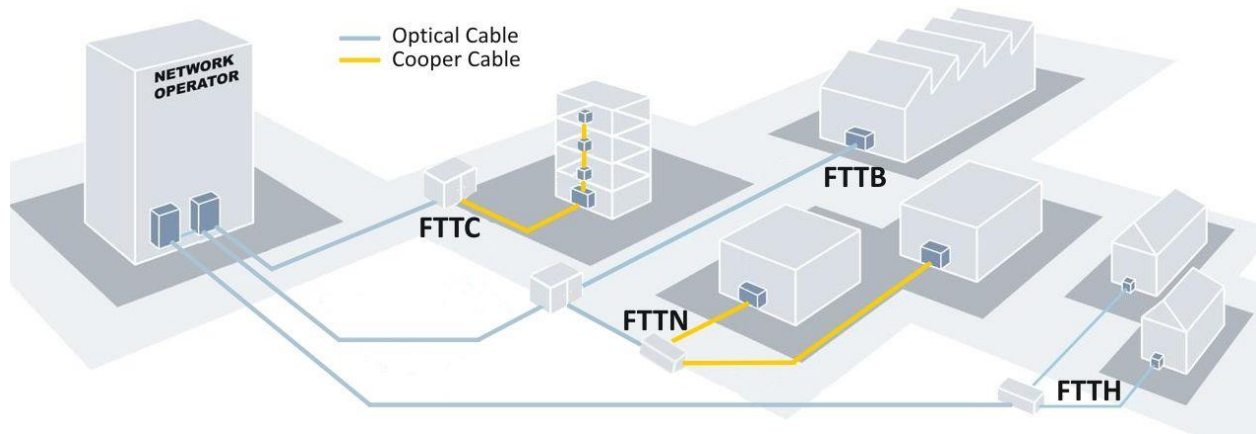 Optical Cable
Cooper Cable
NETWORK
OPERATOR
FTTC
FTTB
FTTN
FTTH